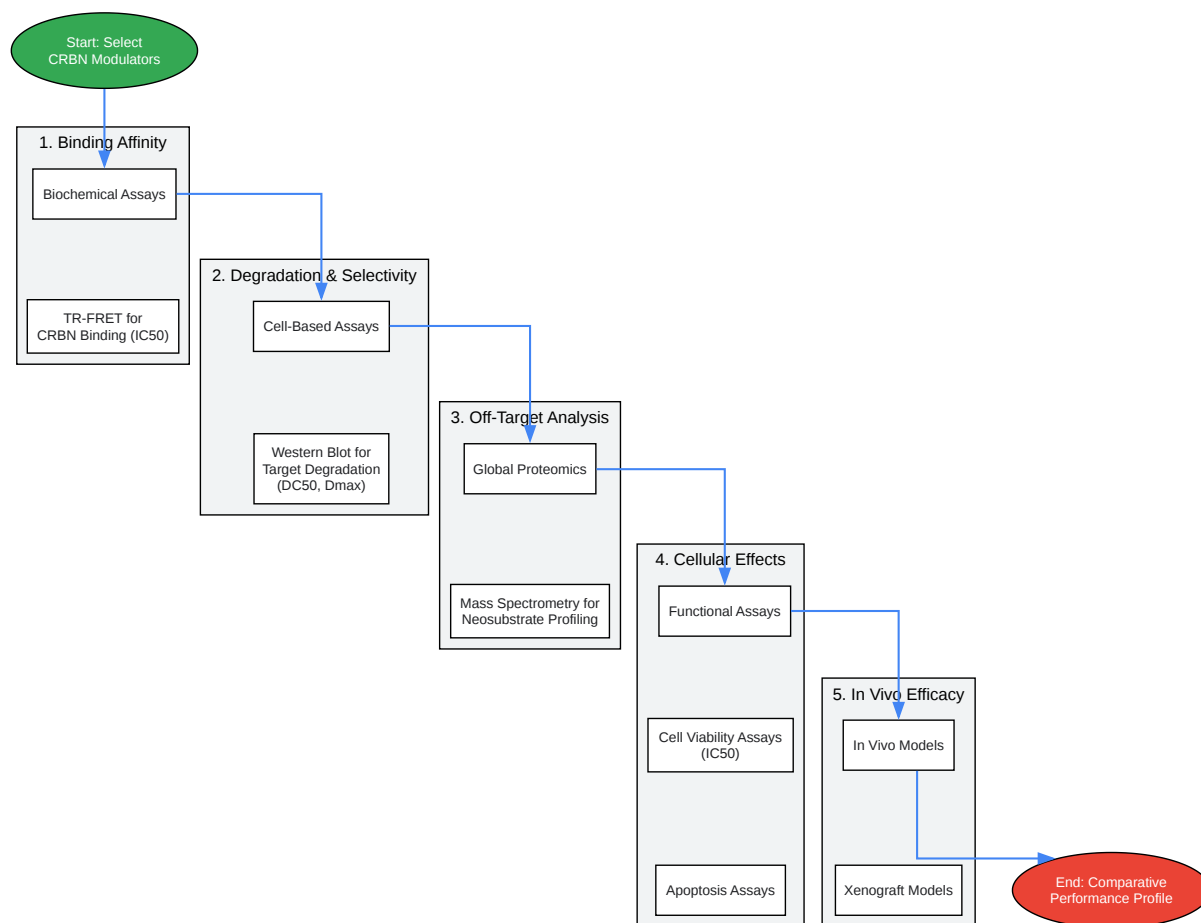 Start: Select
CRBN Modulators
1. Binding Affinity
Biochemical Assays
TR-FRET for
CRBN Binding (IC50)
2. Degradation & Selectivity
Cell-Based Assays
Western Blot for
Target Degradation
(DC50, Dmax)
3. Off-Target Analysis
Global Proteomics
Mass Spectrometry for
Neosubstrate Profiling
4. Cellular Effects
Functional Assays
Cell Viability Assays
(IC50)
Apoptosis Assays
5. In Vivo Efficacy
In Vivo Models
Xenograft Models
End: Comparative
Performance Profile